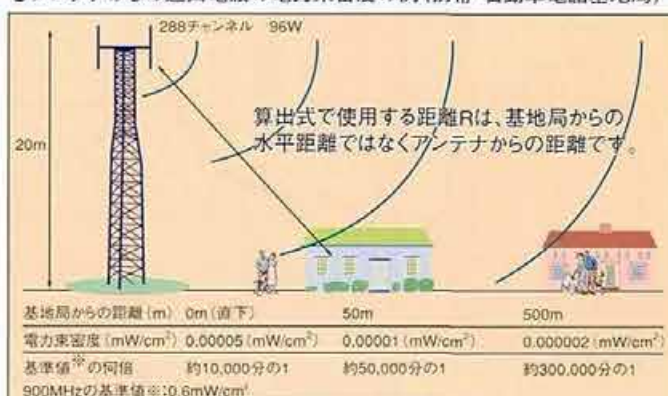 288チャンネル 96W
20m
算出式で使用する距離Rは、基地局からの
水平距離ではなくアンテナからの距離です。
基地局からの距離(m) 0m(直下) 50m 500m
電力束密度(mW/cm²) 0.00005(mW/cm²) 0.00001(mW/cm²) 0.000002(mW/cm²)
基準値※の何倍 約10,000分の1 約50,000分の1 約300,000分の1
900MHzの基準値※:0.6mW/cm²